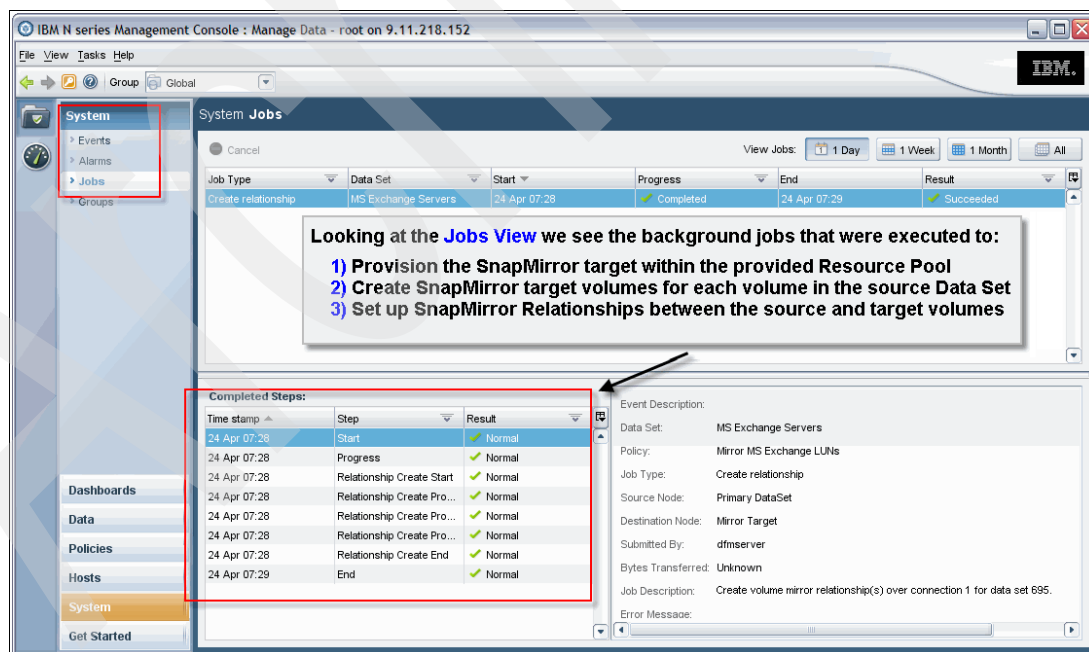 IBM N series Management Console : Manage Data - root on 9.11.218.152
File View Tasks Help
Group Global
IBM.
System
Events
Alarms
Jobs
Groups
System Jobs
Cancel
View Jobs: 1 Day 1 Week 1 Month All
Job Type Data Set Start Progress End Result
Create relationship MS Exchange Servers 24 Apr 07:28 Completed 24 Apr 07:29 Succeeded
Looking at the Jobs View we see the background jobs that were executed to:
1) Provision the SnapMirror target within the provided Resource Pool
2) Create SnapMirror target volumes for each volume in the source Data Set
3) Set up SnapMirror Relationships between the source and target volumes
Completed Steps:
Time stamp Step Result
24 Apr 07:28 Start Normal
24 Apr 07:28 Progress Normal
24 Apr 07:28 Relationship Create Start Normal
24 Apr 07:28 Relationship Create Pro... Normal
24 Apr 07:28 Relationship Create Pro... Normal
24 Apr 07:28 Relationship Create Pro... Normal
24 Apr 07:28 Relationship Create End Normal
24 Apr 07:29 End Normal
Event Description:
Data Set: MS Exchange Servers
Policy: Mirror MS Exchange LUNs
Job Type: Create relationship
Source Node: Primary DataSet
Destination Node: Mirror Target
Submitted By: dfmserver
Bytes Transferred: Unknown
Job Description: Create volume mirror relationship(s) over connection 1 for data set 695.
Error Message:
Dashboards
Data
Policies
Hosts
System
Get Started